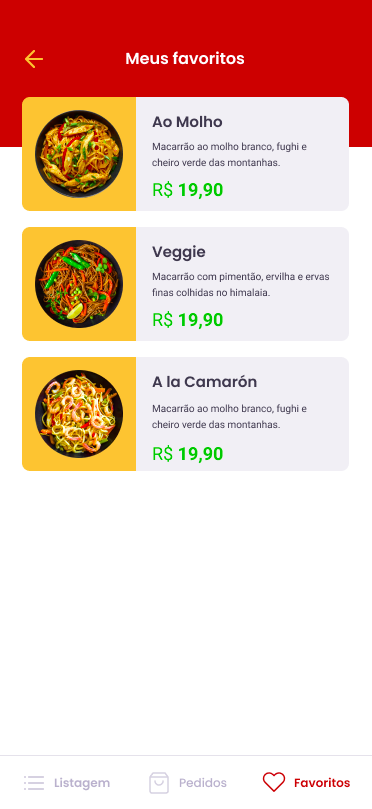 Meus favoritos
Ao Molho
Macarrão ao molho branco, fughi e
cheiro verde das montanhas.
R$ 19,90
Veggie
Macarrão com pimentão, ervilha e ervas
finas colhidas no himalaia.
R$ 19,90
A la Camarón
Macarrão ao molho branco, fughi e
cheiro verde das montanhas.
R$ 19,90
Listagem
Pedidos
Favoritos